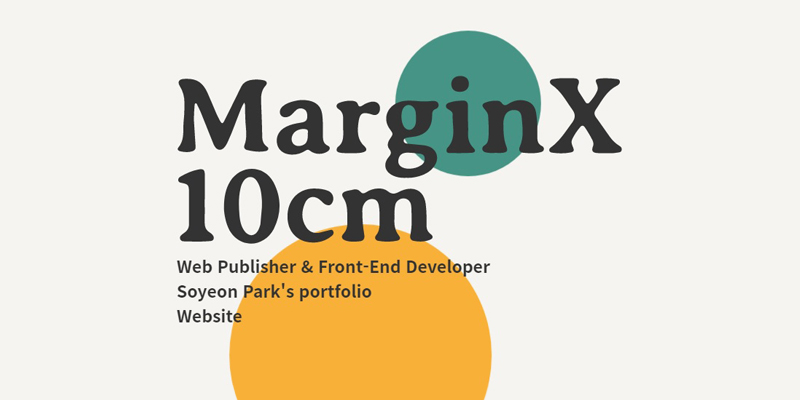 MarginX
10cm
Web Publisher & Front-End Developer
Soyeon Park's portfolio
Website